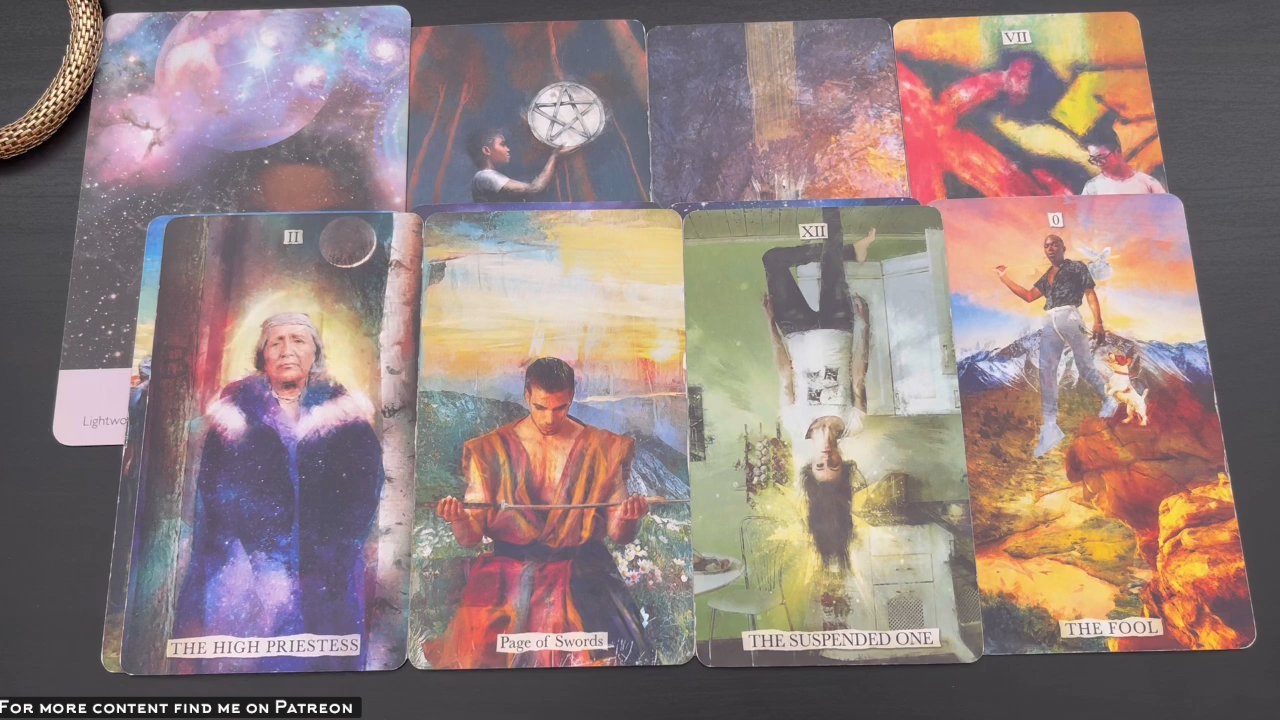 VII
II
XII
0
Lightwo
THE HIGH PRIESTESS
Page of Swords
THE SUSPENDED ONE
THE FOOL
FOR MORE CONTENT FIND ME ON PATREON